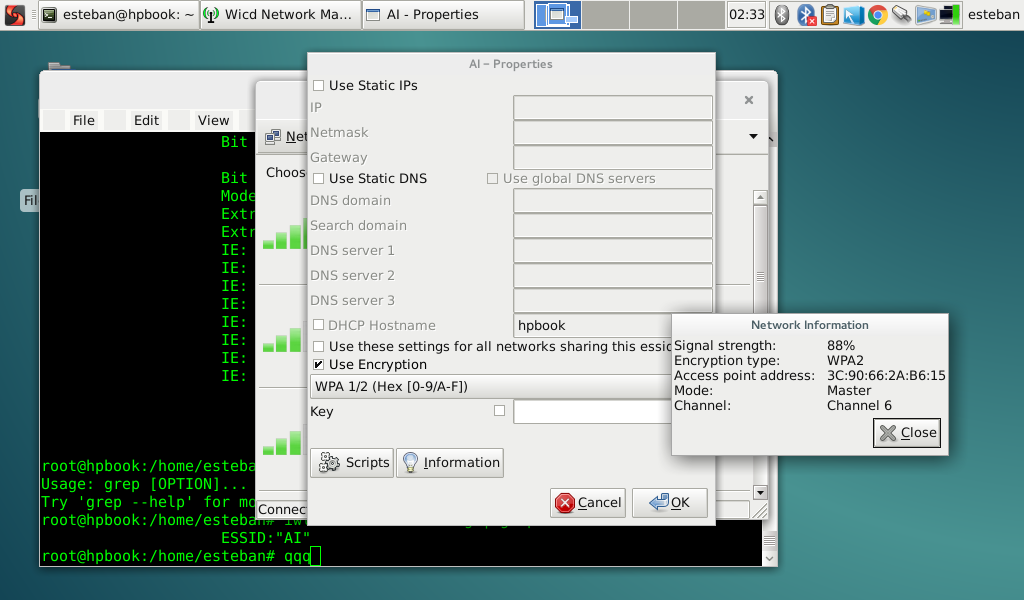 esteban@hpbook: ~
Wicd Network Ma...
AI - Properties
02:33
esteban
File
Edit
View
Bit
Bit
Mode
Extr
Extr
IE:
IE:
IE:
IE:
IE:
IE:
IE:
IE:
root@hpbook:/home/esteba
Usage: grep [OPTION]...
Try 'grep --help' for mo
root@hpbook:/home/esteban#
ESSID:"AI"
root@hpbook:/home/esteban# qqq
Fil
Net
Choos
Connec
AI – Properties
Use Static IPs
IP
Netmask
Gateway
Use Static DNS
Use global DNS servers
DNS domain
Search domain
DNS server 1
DNS server 2
DNS server 3
DHCP Hostname
hpbook
Use these settings for all networks sharing this essid
Use Encryption
WPA 1/2 (Hex [0-9/A-F])
Key
Scripts
Information
Cancel
OK
Network Information
Signal strength: 88%
Encryption type: WPA2
Access point address: 3C:90:66:2A:B6:15
Mode: Master
Channel: Channel 6
Close